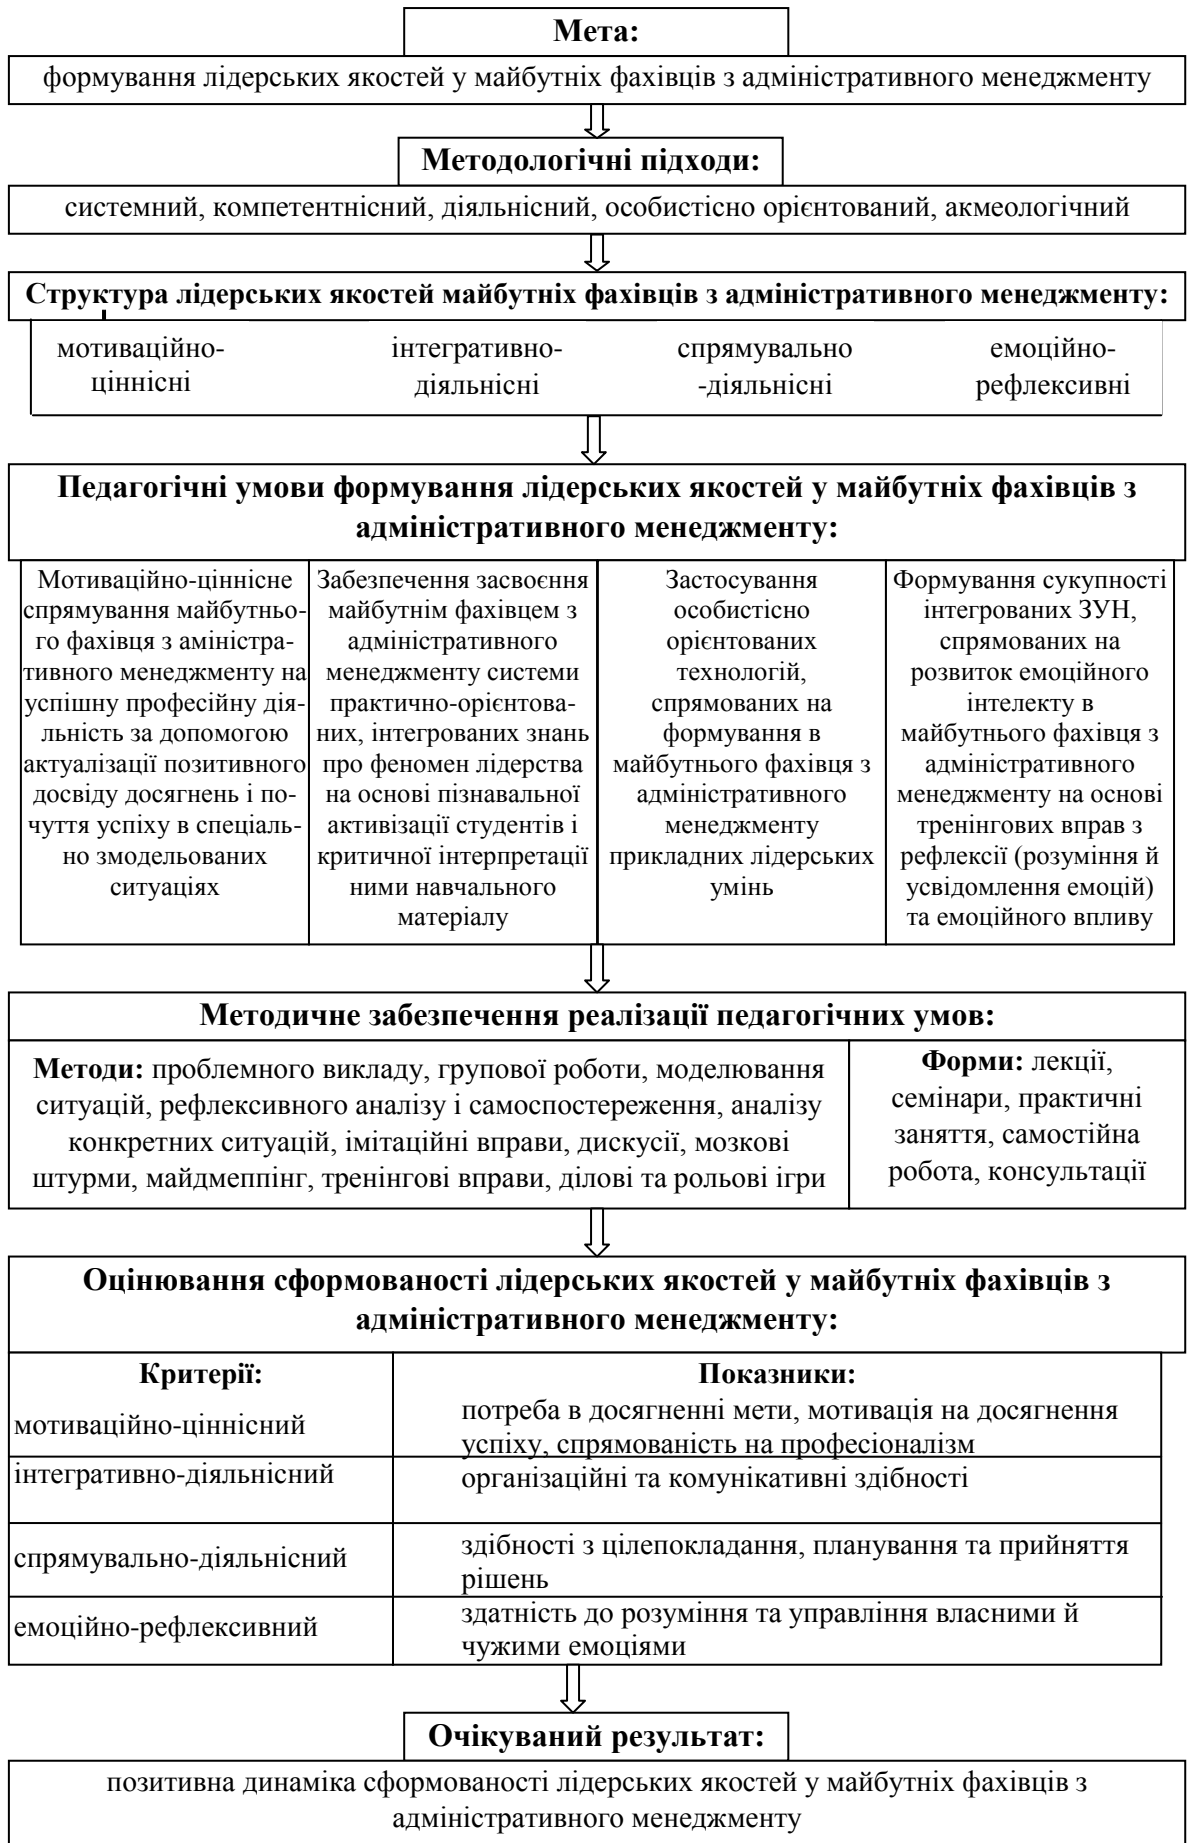 Мета:
формування лідерських якостей у майбутніх фахівців з адміністративного менеджменту
Методологічні підходи:
системний, компетентнісний, діяльнісний, особистісно орієнтований, акмеологічний
Структура лідерських якостей майбутніх фахівців з адміністративного менеджменту:
мотиваційно-
ціннісні
інтегративно-
діяльнісні
спрямувально
-діяльнісні
емоційно-
рефлексивні
Педагогічні умови формування лідерських якостей у майбутніх фахівців з
адміністративного менеджменту:
Мотиваційно-ціннісне
спрямування майбутньо-
го фахівця з аміністра-
тивного менеджменту на
успішну професійну дія-
льність за допомогою
актуалізації позитивного
досвіду досягнень і по-
чуття успіху в спеціаль-
но змодельованих
ситуаціях
Забезпечення засвоєння
майбутнім фахівцем з
адміністративного
менеджменту системи
практично-орієнтова-
них, інтегрованих знань
про феномен лідерства
на основі пізнавальної
активізації студентів і
критичної інтерпретації
ними навчального
матеріалу
Застосування
особистісно
орієнтованих
технологій,
спрямованих на
формування в
майбутнього фахівця з
адміністративного
менеджменту
прикладних лідерських
умінь
Формування сукупності
інтегрованих ЗУН,
спрямованих на
розвиток емоційного
інтелекту в
майбутнього фахівця з
адміністративного
менеджменту на основі
тренінгових вправ з
рефлексії (розуміння й
усвідомлення емоцій)
та емоційного впливу
Методичне забезпечення реалізації педагогічних умов:
Методи: проблемного викладу, групової роботи, моделювання
ситуацій, рефлексивного аналізу і самоспостереження, аналізу
конкретних ситуацій, імітаційні вправи, дискусії, мозкові
штурми, майдмеппінг, тренінгові вправи, ділові та рольові ігри
Форми: лекції,
семінари, практичні
заняття, самостійна
робота, консультації
Оцінювання сформованості лідерських якостей у майбутніх фахівців з
адміністративного менеджменту:
Критерії:
Показники:
мотиваційно-ціннісний
потреба в досягненні мети, мотивація на досягнення
успіху, спрямованість на професіоналізм
інтегративно-діяльнісний
організаційні та комунікативні здібності
спрямувально-діяльнісний
здібності з цілепокладання, планування та прийняття
рішень
емоційно-рефлексивний
здатність до розуміння та управління власними й
чужими емоціями
Очікуваний результат:
позитивна динаміка сформованості лідерських якостей у майбутніх фахівців з
адміністративного менеджменту